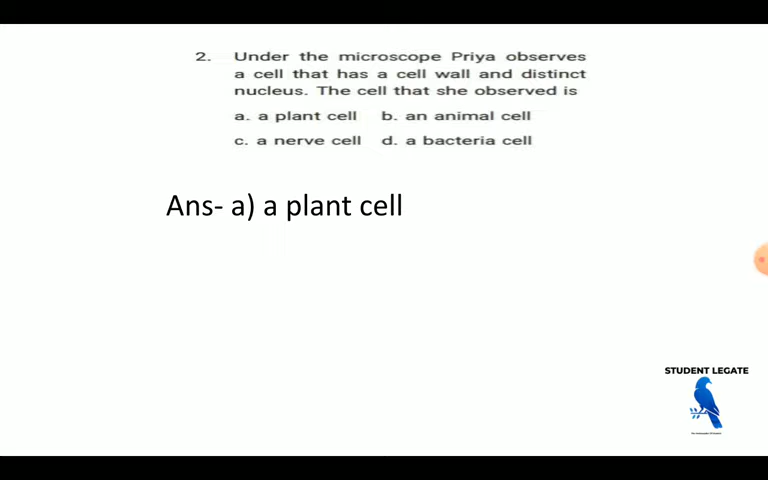 2. Under the microscope Priya observes
a cell that has a cell wall and distinct
nucleus. The cell that she observed is
a. a plant cell b. an animal cell
c. a nerve cell d. a bacteria cell
Ans- a) a plant cell
STUDENT LEGATE